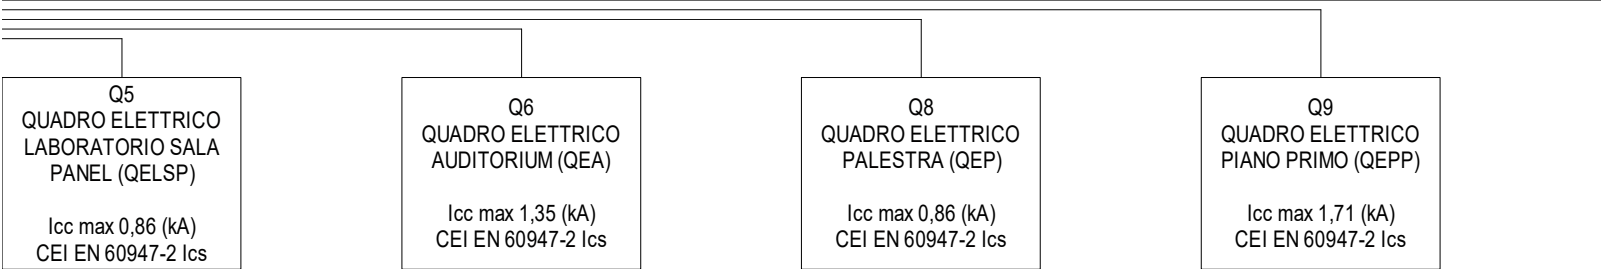 Q5
QUADRO ELETTRICO
LABORATORIO SALA
PANEL (QELSP)
Icc max 0,86 (kA)
CEI EN 60947-2 Ics
Q6
QUADRO ELETTRICO
AUDITORIUM (QEA)
Icc max 1,35 (kA)
CEI EN 60947-2 Ics
Q8
QUADRO ELETTRICO
PALESTRA (QEP)
Icc max 0,86 (kA)
CEI EN 60947-2 Ics
Q9
QUADRO ELETTRICO
PIANO PRIMO (QEPP)
Icc max 1,71 (kA)
CEI EN 60947-2 Ics